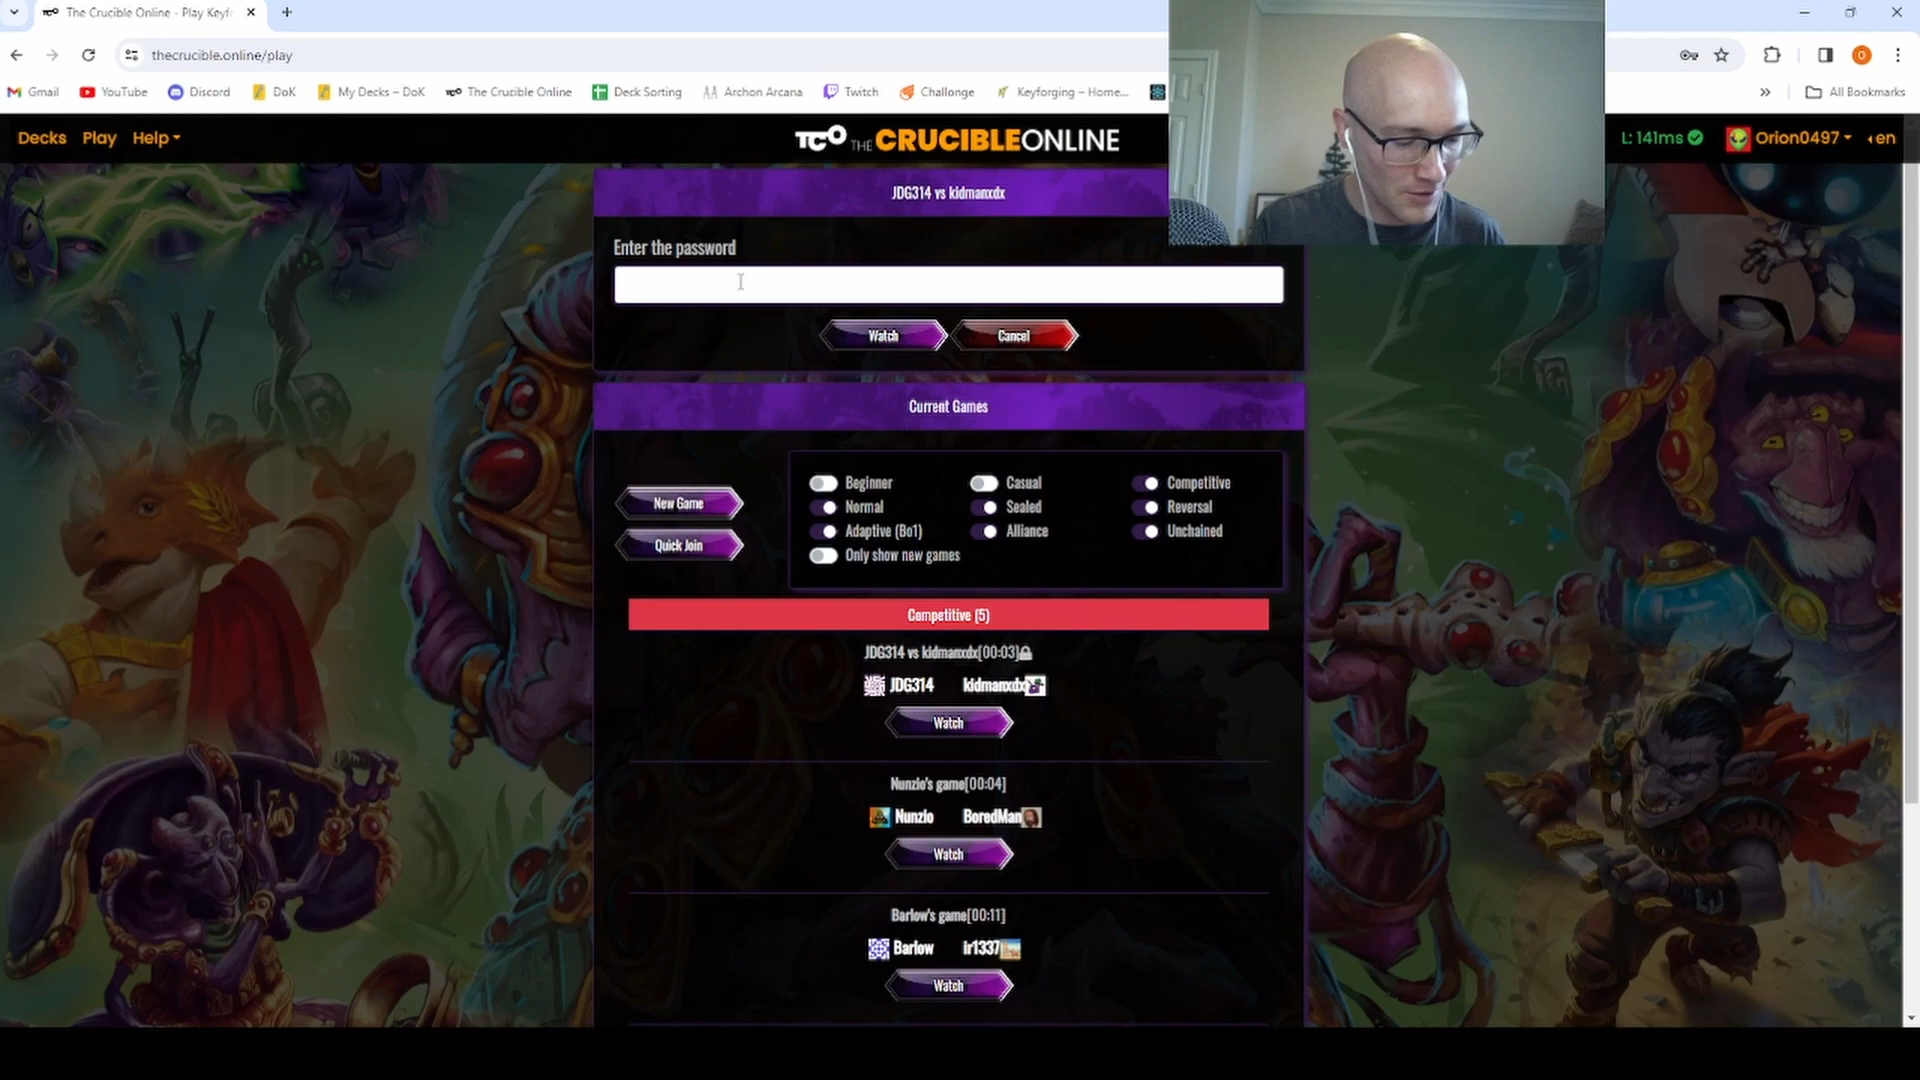 The Crucible Online - Play Keyf
thecrucible.online/play
Gmail YouTube Discord DoK My Decks – DoK TCO The Crucible Online Deck Sorting Archon Arcana Twitch Challonge Keyforging – Home... » All Bookmarks
Decks Play Help TCO THE CRUCIBLEONLINE L: 141ms Orion0497 en
JDG314 vs kidmanxdx
Enter the password
Watch Cancel
Current Games
New Game
Quick Join
Beginner Casual Competitive
Normal Sealed Reversal
Adaptive (Bo1) Alliance Unchained
Only show new games
Competitive (5)
JDG314 vs kidmanxdx[00:03]
JDG314 kidmanxdx
Watch
Nunzio's game[00:04]
Nunzio BoredMan
Watch
Barlow's game[00:11]
Barlow ir1337
Watch